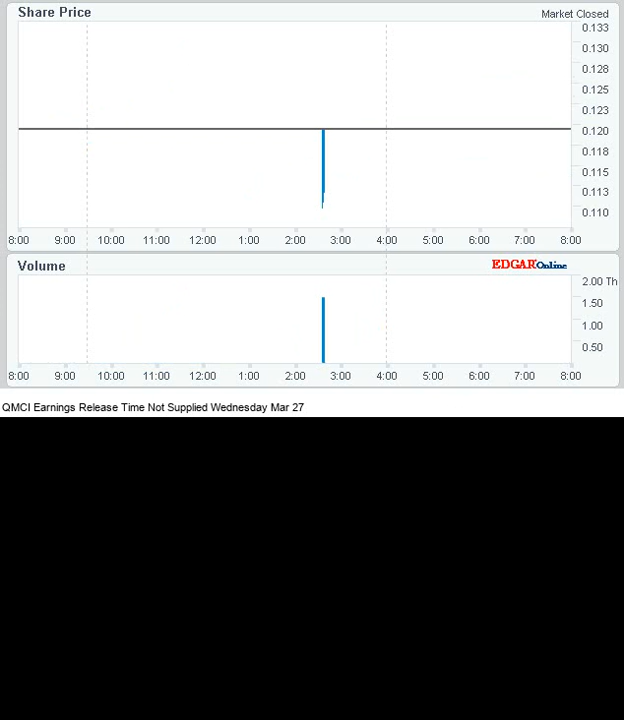 Share Price
Market Closed
0.133
0.130
0.128
0.125
0.123
0.120
0.118
0.115
0.113
0.110
8:00 9:00 10:00 11:00 12:00 1:00 2:00 3:00 4:00 5:00 6:00 7:00 8:00
Volume
EDGAROnline
2.00 Th
1.50
1.00
0.50
8:00 9:00 10:00 11:00 12:00 1:00 2:00 3:00 4:00 5:00 6:00 7:00 8:00
QMCI Earnings Release Time Not Supplied Wednesday Mar 27